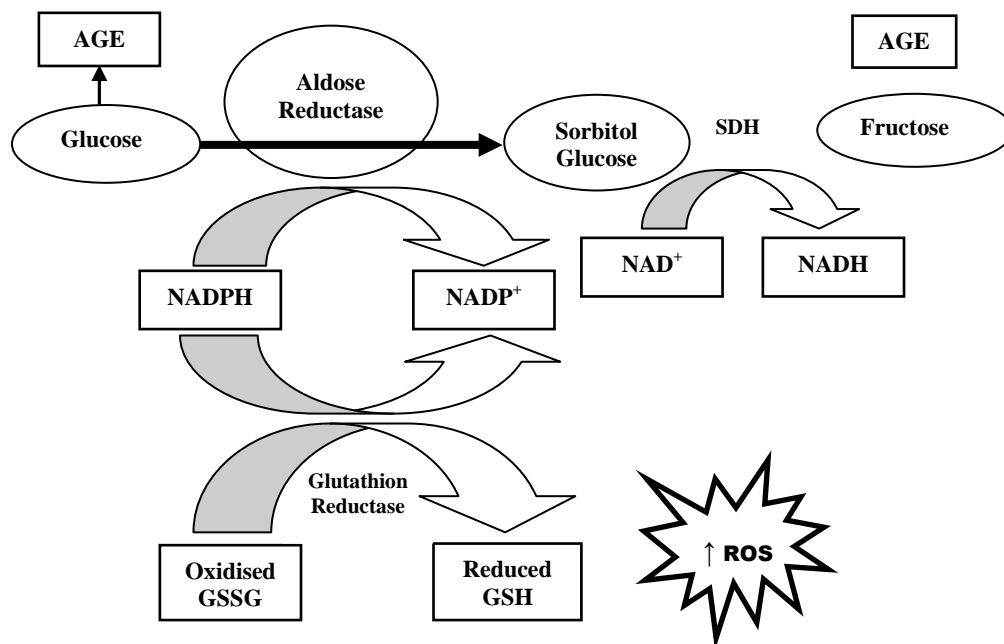 AGE
AGE
Aldose
Reductase
Glucose
Sorbitol
Glucose
SDH
Fructose
NADPH
NADP⁺
NAD⁺
NADH
Glutathion
Reductase
Oxidised
GSSG
Reduced
GSH
↑ ROS